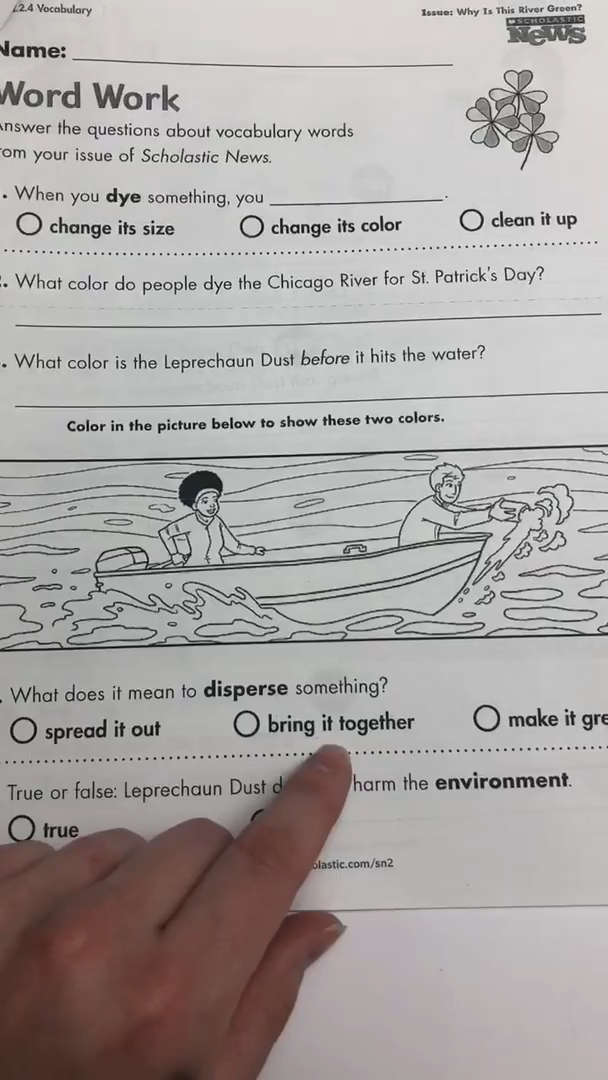 .2.4 Vocabulary
Issue: Why Is This River Green?
SCHOLASTIC
News
Name:
Word Work
Answer the questions about vocabulary words
om your issue of Scholastic News.
. When you dye something, you .
change its size change its color clean it up
. What color do people dye the Chicago River for St. Patrick's Day?
. What color is the Leprechaun Dust before it hits the water?
Color in the picture below to show these two colors.
. What does it mean to disperse something?
spread it out bring it together make it gre
True or false: Leprechaun Dust d harm the environment.
true
olastic.com/sn2